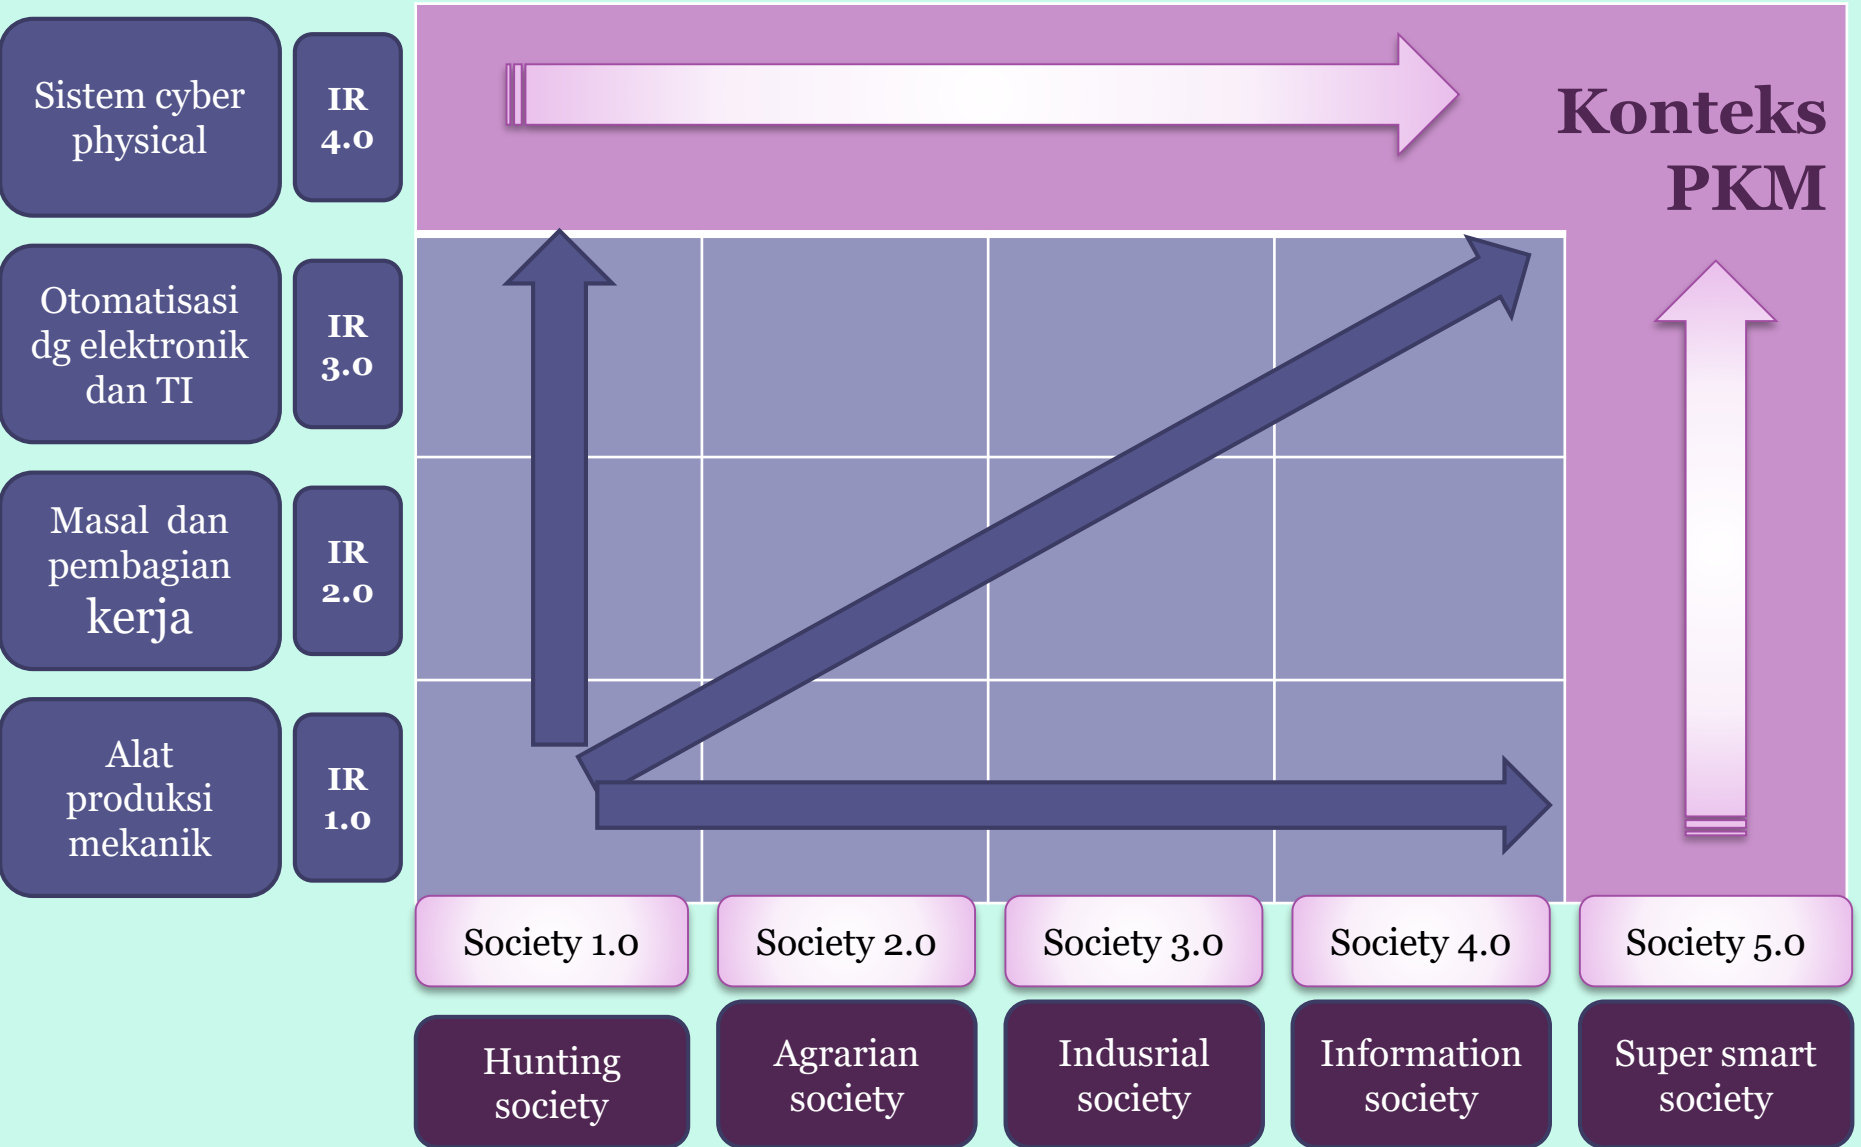 Sistem cyber
physical
IR
4.0
Konteks
PKM
Otomatisasi
dg elektronik
dan TI
IR
3.0
Masal dan
pembagian
kerja
IR
2.0
Alat
produksi
mekanik
IR
1.0
Society 1.0
Society 2.0
Society 3.0
Society 4.0
Society 5.0
Hunting
society
Agrarian
society
Indusrial
society
Information
society
Super smart
society